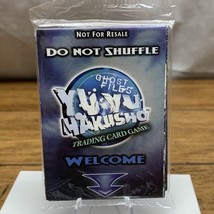 NOT FOR RESALE
DO NOT SHUFFLE
GHOST FILES
YU YU HAKUSHO
TRADING CARD GAME
WELCOME